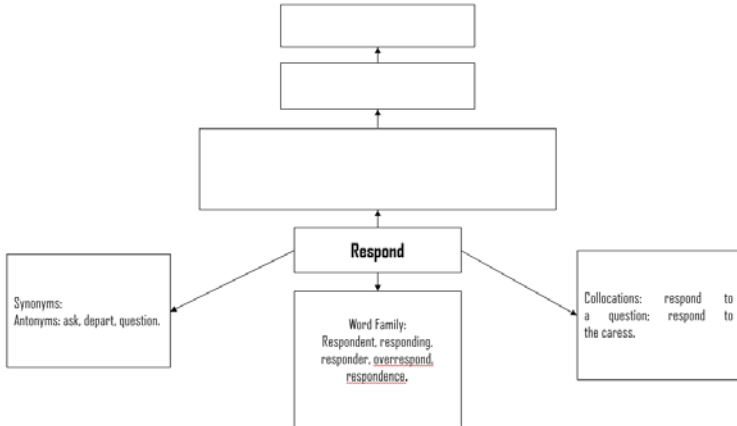 Respond
Synonyms:
Antonyms: ask, depart, question.
Word Family:
Respondent, responding,
responder, overrespond,
respondence.
Collocations: respond to
a question; respond to
the caress.